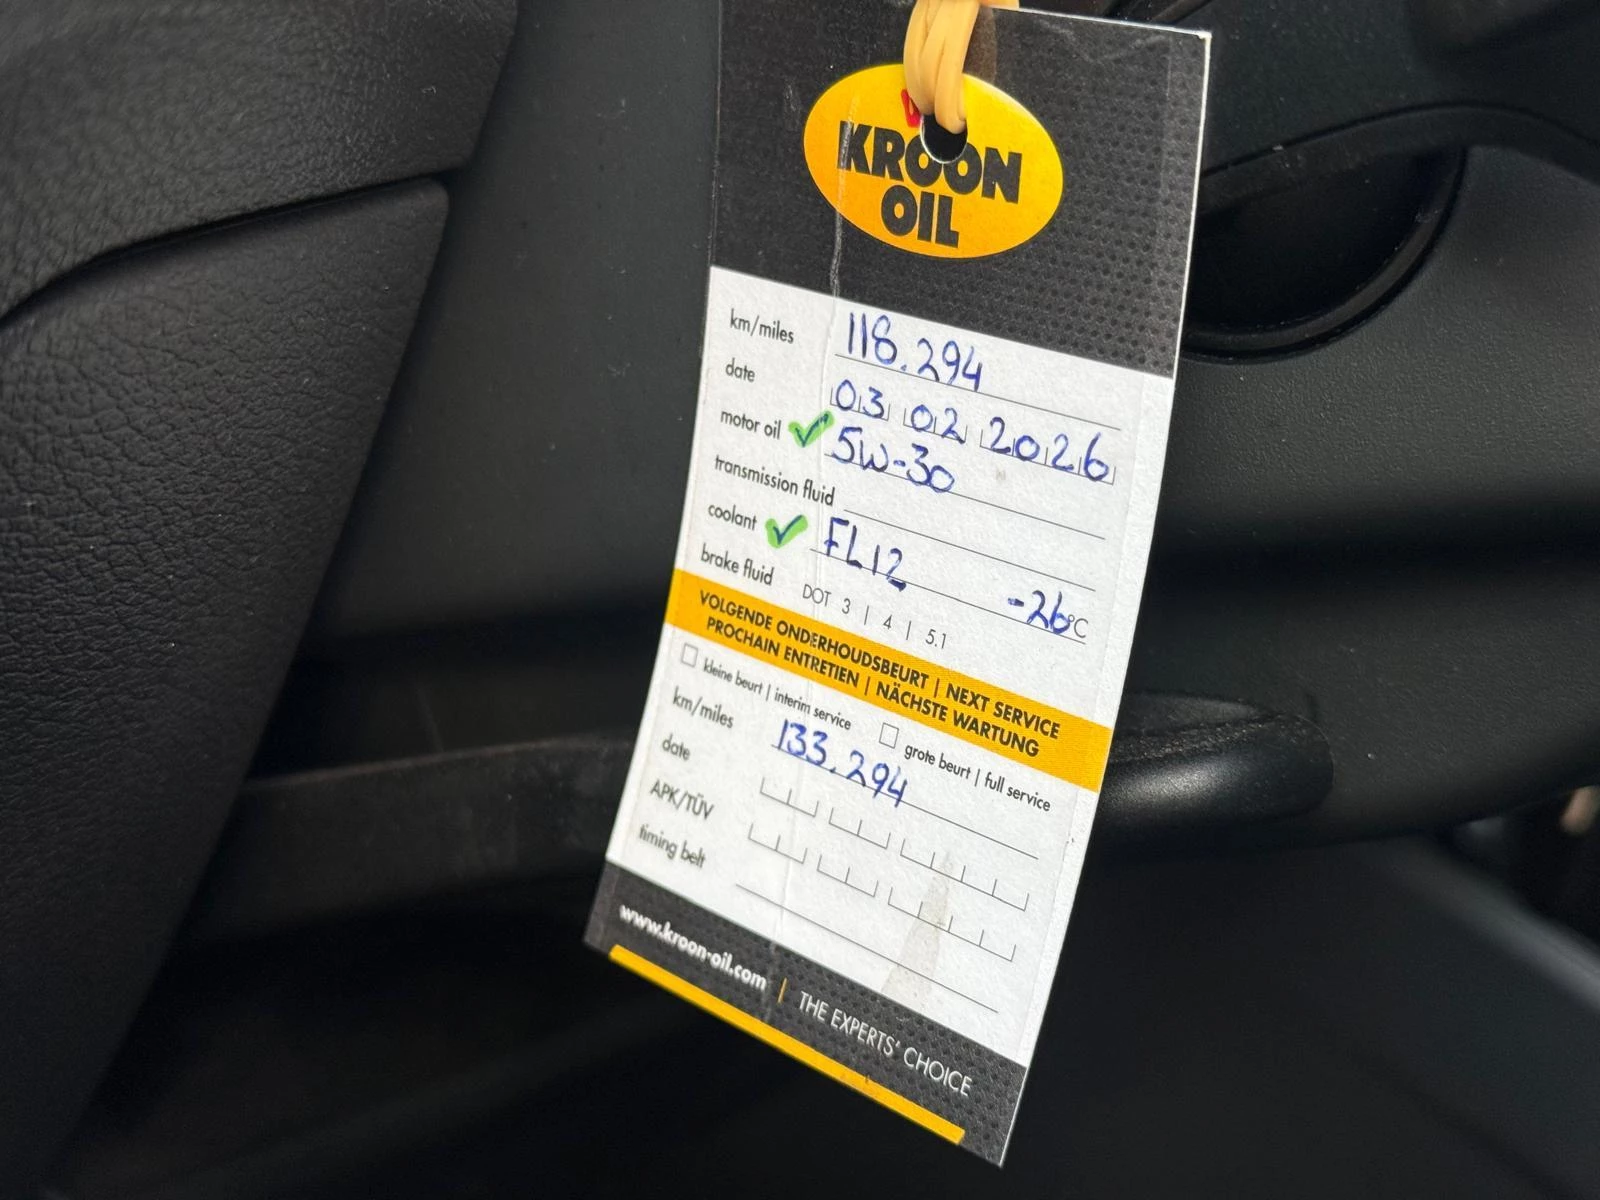 KROON
OIL
km/miles 118.294
date 03 02 2026
motor oil ✓ 5W-30
transmission fluid
coolant ✓ FL12 -26°C
brake fluid DOT 3 | 4 | 5.1
VOLGENDE ONDERHOUDSBEURT | NEXT SERVICE
PROCHAIN ENTRETIEN | NÄCHSTE WARTUNG
kleine beurt | interim service grote beurt | full service
km/miles 133.294
date
APK/TÜV
timing belt
www.kroon-oil.com | THE EXPERTS' CHOICE